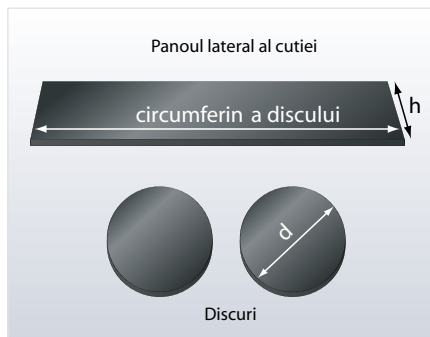 Panoul lateral al cutiei
h
circumferin a discului
d
Discuri